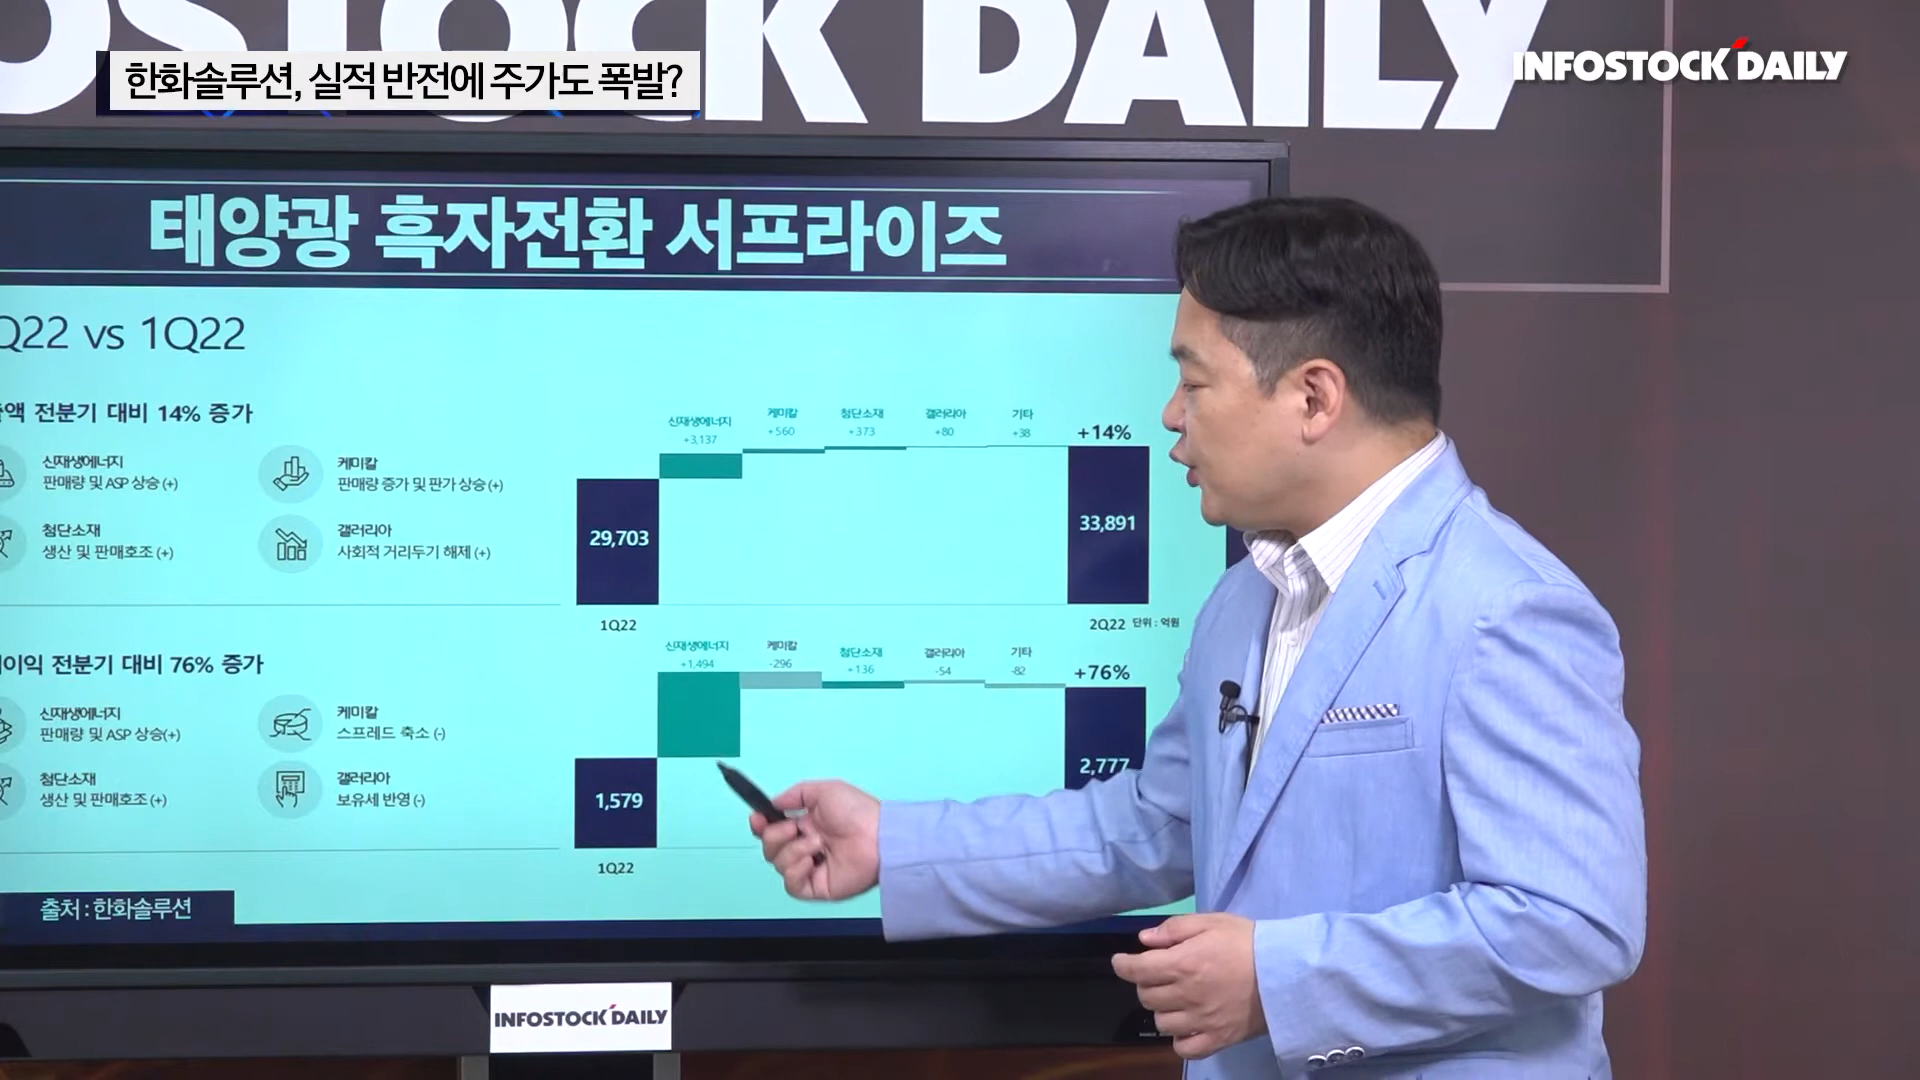 OSTOCK DAILY
한화솔루션, 실적 반전에 주가도 폭발?
INFOSTOCK DAILY
태양광 흑자전환 서프라이즈
Q22 vs 1Q22
액 전분기 대비 14% 증가
신재생에너지
판매량 및 ASP 상승 (+)
케미칼
판매량 증가 및 판가 상승 (+)
첨단소재
생산 및 판매호조 (+)
갤러리아
사회적 거리두기 해제 (+)
신재생에너지
+3,137
케미칼
+560
첨단소재
+373
갤러리아
+80
기타
+38
+14%
29,703
33,891
1Q22
2Q22 단위 : 억원
이익 전분기 대비 76% 증가
신재생에너지
판매량 및 ASP 상승(+)
케미칼
스프레드 축소 (-)
첨단소재
생산 및 판매호조 (+)
갤러리아
보유세 반영 (-)
신재생에너지
+1,494
케미칼
-296
첨단소재
+136
갤러리아
-54
기타
-82
+76%
1,579
2,777
1Q22
출처 : 한화솔루션
INFOSTOCK DAILY